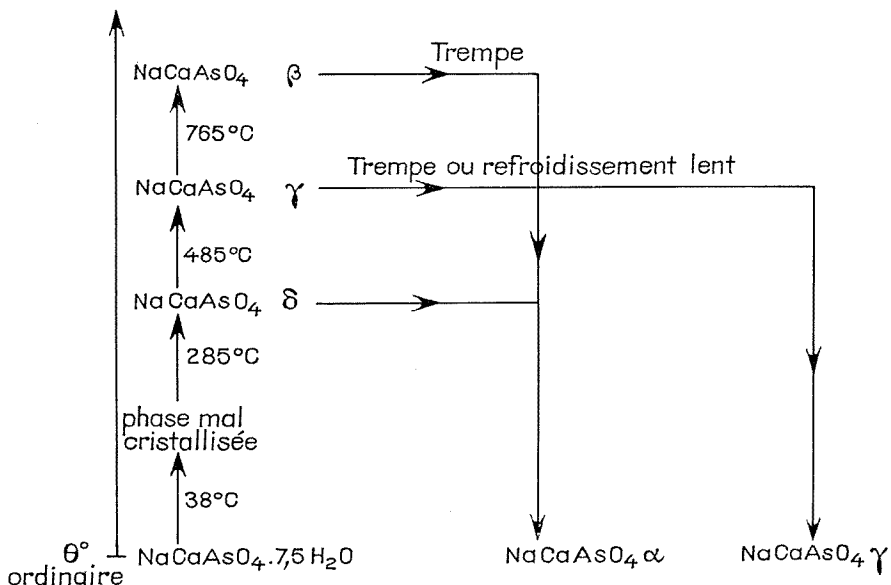 Trempe
NaCaAsO₄ β
765°C
Trempe ou refroidissement lent
NaCaAsO₄ γ
485°C
NaCaAsO₄ δ
285°C
phase mal
cristallisée
38°C
θ°
ordinaire
NaCaAsO₄.7,5 H₂O
NaCaAsO₄ α
NaCaAsO₄ γ